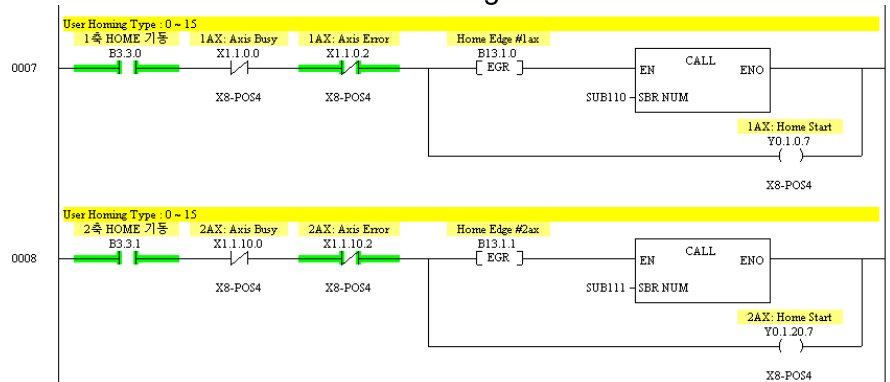 User Homing Type : 0 ~ 15
1축 HOME 기동 1AX: Axis Busy 1AX: Axis Error Home Edge #1ax
B3.3.0 X1.1.0.0 X1.1.0.2 B13.1.0
0007 EGR EN CALL ENO
X8-POS4 X8-POS4 SUB110 SBR NUM
1AX: Home Start
Y0.1.0.7
X8-POS4
User Homing Type : 0 ~ 15
2축 HOME 기동 2AX: Axis Busy 2AX: Axis Error Home Edge #2ax
B3.3.1 X1.1.10.0 X1.1.10.2 B13.1.1
0008 EGR EN CALL ENO
X8-POS4 X8-POS4 SUB111 SBR NUM
2AX: Home Start
Y0.1.20.7
X8-POS4